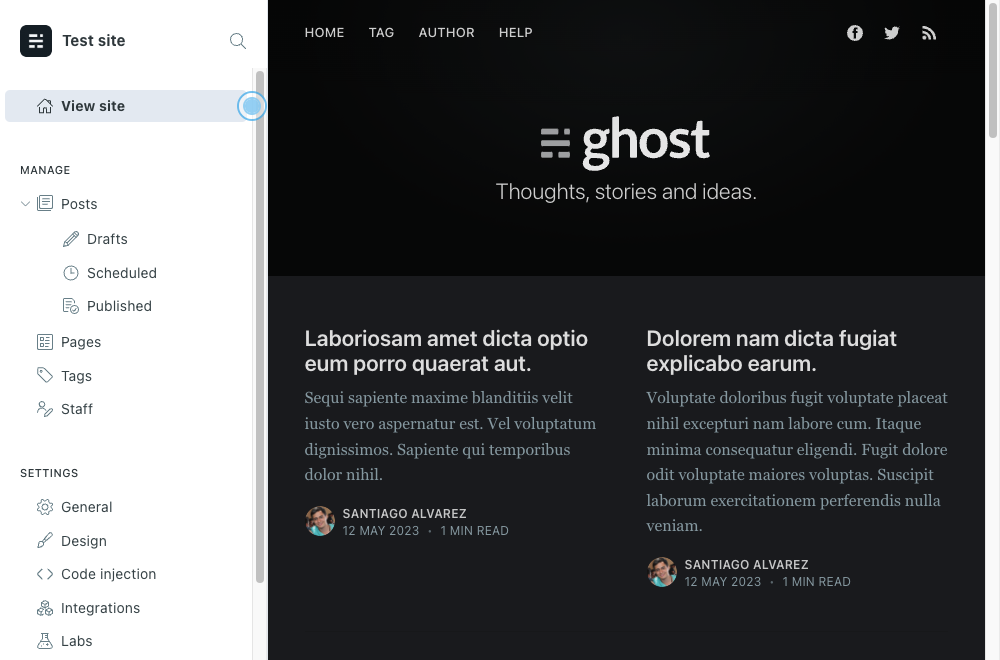 Test site
View site
MANAGE
Posts
Drafts
Scheduled
Published
Pages
Tags
Staff
SETTINGS
General
Design
Code injection
Integrations
Labs
HOME TAG AUTHOR HELP
ghost
Thoughts, stories and ideas.
Laboriosam amet dicta optio
eum porro quaerat aut.
Sequi sapiente maxime blanditiis velit
iusto vero aspernatur est. Vel voluptatum
dignissimos. Sapiente qui temporibus
dolor nihil.
SANTIAGO ALVAREZ
12 MAY 2023 • 1 MIN READ
Dolorem nam dicta fugiat
explicabo earum.
Voluptate doloribus fugit voluptate placeat
nihil excepturi nam labore cum. Itaque
minima consequatur eligendi. Fugit dolore
odit voluptate maiores voluptas. Suscipit
laborum exercitationem perferendis nulla
veniam.
SANTIAGO ALVAREZ
12 MAY 2023 • 1 MIN READ